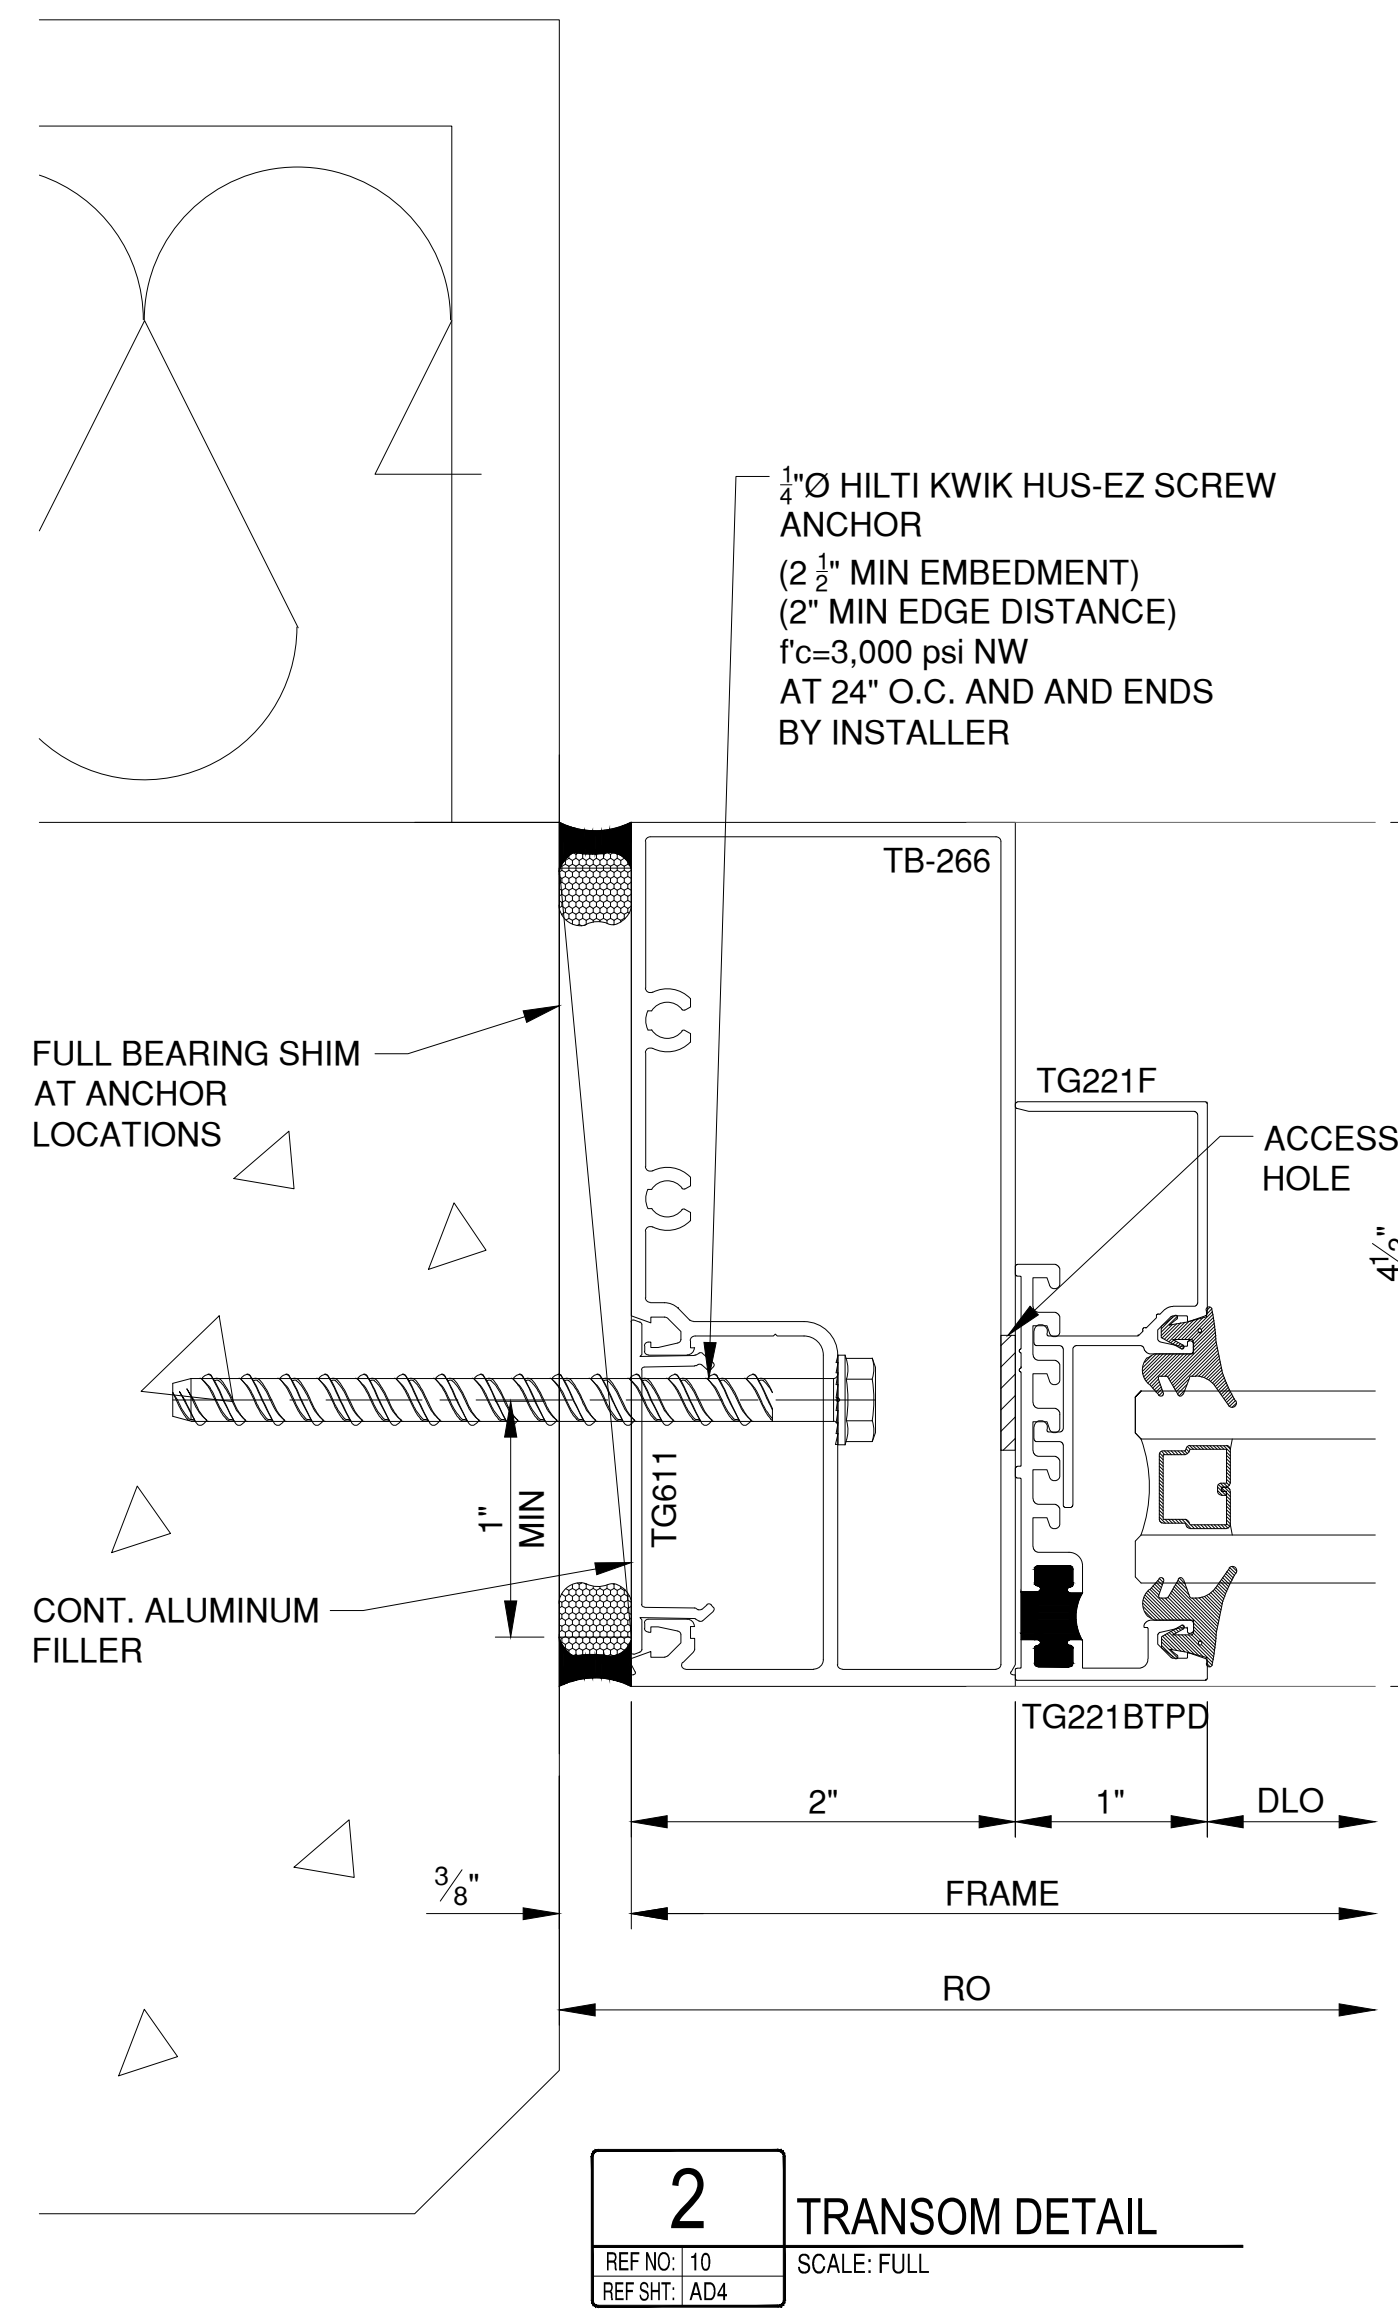 1/4"Ø HILTI KWIK HUS-EZ SCREW
ANCHOR
(2 1/2" MIN EMBEDMENT)
(2" MIN EDGE DISTANCE)
f'c=3,000 psi NW
AT 24" O.C. AND AND ENDS
BY INSTALLER
TB-266
FULL BEARING SHIM
AT ANCHOR
LOCATIONS
TG221F
ACCESS
HOLE
4 1/2"
TG611
1"
MIN
CONT. ALUMINUM
FILLER
TG221BTPD
2"
1"
DLO
3/8"
FRAME
RO
2
TRANSOM DETAIL
REF NO: 10
SCALE: FULL
REF SHT: AD4